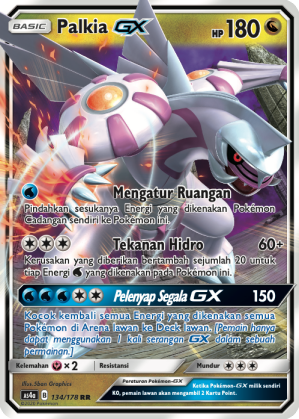 BASIC Palkia GX HP 180
Mengatur Ruangan
Pindahkan sesukanya Energi yang dikenakan Pokémon
Cadangan sendiri ke Pokémon ini.
Tekanan Hidro 60+
Kerusakan yang diberikan bertambah sejumlah 20 untuk
tiap Energi yang dikenakan pada Pokémon ini.
Pelenyap Segala GX 150
Kocok kembali semua Energi yang dikenakan semua Pokémon
di Arena lawan ke Deck lawan. [Pemain hanya
dapat menggunakan 1 kali serangan GX dalam sebuah
permainan.]
Kelemahan ×2 Resistansi Mundur
Illus. 5ban Graphics
Peraturan Pokémon-GX
Ketika Pokémon-GX milik sendiri
KO, pemain lawan akan mengambil 2 Kartu Point.
AS4a D 134/178 RR